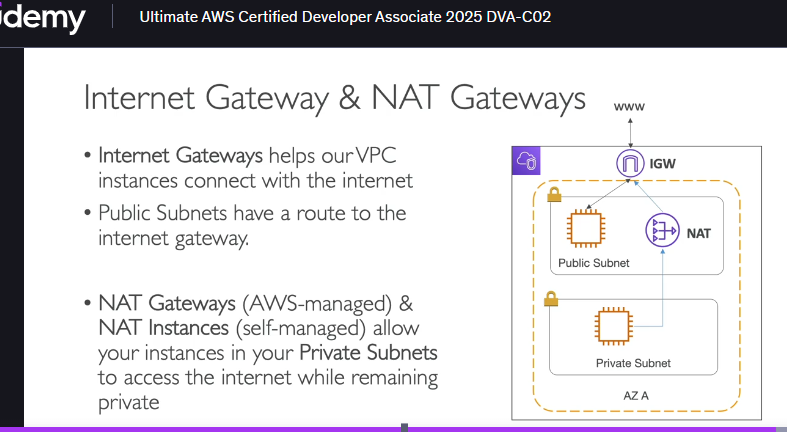 udemy
Ultimate AWS Certified Developer Associate 2025 DVA-C02
Internet Gateway & NAT Gateways
• Internet Gateways helps our VPC
instances connect with the internet
• Public Subnets have a route to the
internet gateway.
• NAT Gateways (AWS-managed) &
NAT Instances (self-managed) allow
your instances in your Private Subnets
to access the internet while remaining
private
www
IGW
NAT
Public Subnet
Private Subnet
AZ A